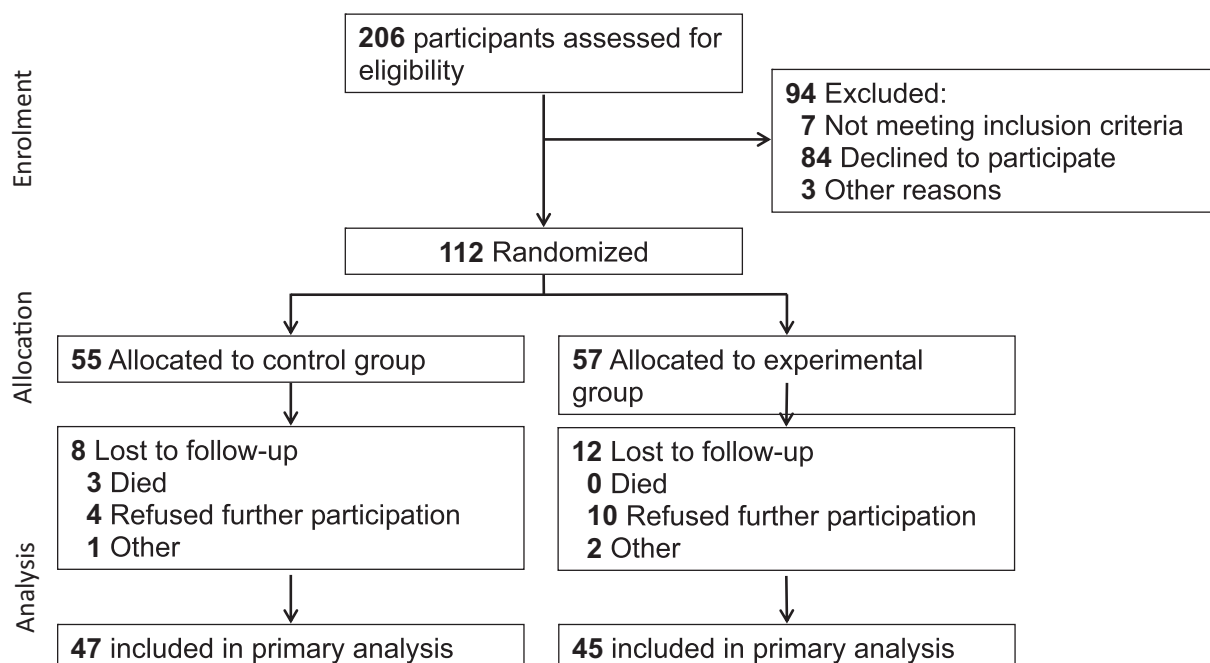 206 participants assessed for
eligibility
Enrolment
94 Excluded:
7 Not meeting inclusion criteria
84 Declined to participate
3 Other reasons
112 Randomized
Allocation
55 Allocated to control group
57 Allocated to experimental
group
8 Lost to follow-up
3 Died
4 Refused further participation
1 Other
12 Lost to follow-up
0 Died
10 Refused further participation
2 Other
Analysis
47 included in primary analysis
45 included in primary analysis